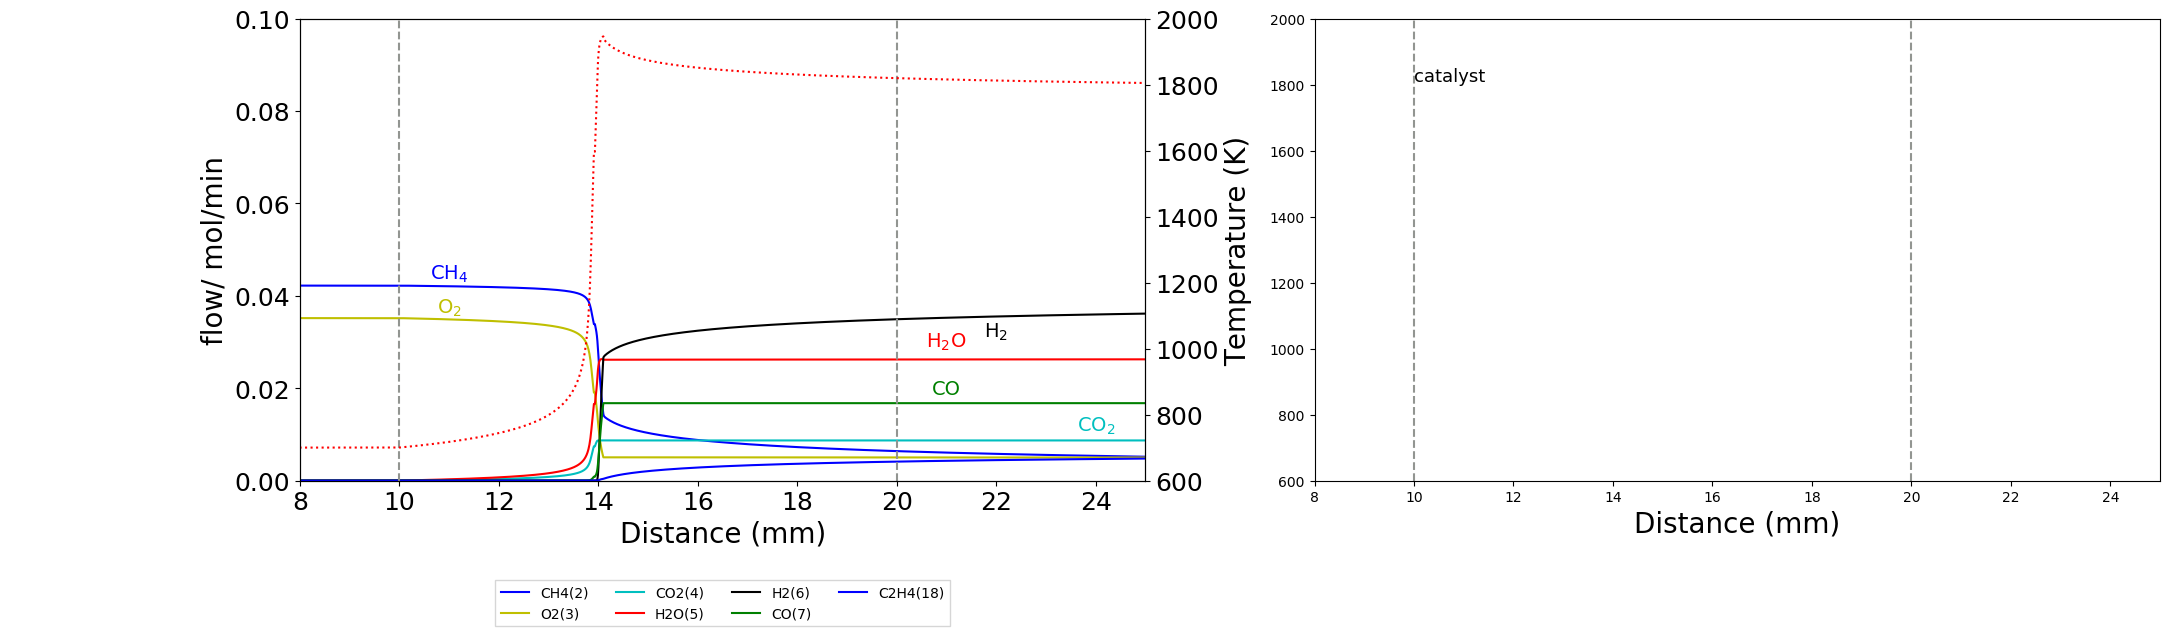 0.10
0.08
0.06
0.04
0.02
0.00
flow/ mol/min
8 10 12 14 16 18 20 22 24
Distance (mm)
CH₄
O₂
H₂
H₂O
CO
CO₂
2000
1800
1600
1400
1200
1000
800
600
Temperature (K)
CH4(2) CO2(4) H2(6) C2H4(18)
O2(3) H2O(5) CO(7)
2000
1800
1600
1400
1200
1000
800
600
catalyst
8 10 12 14 16 18 20 22 24
Distance (mm)